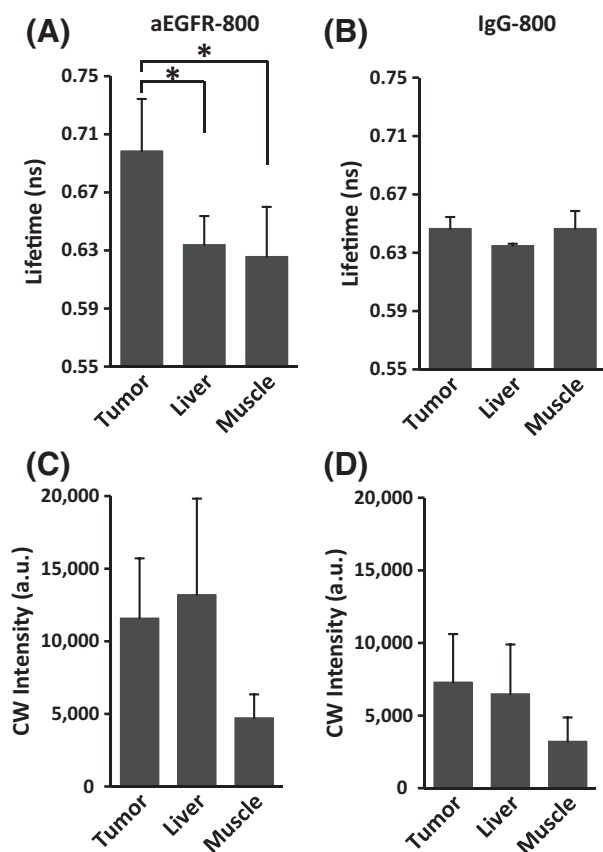 (A) aEGFR-800
*
*
Lifetime (ns)
0.75
0.71
0.67
0.63
0.59
0.55
Tumor
Liver
Muscle
(B) IgG-800
Lifetime (ns)
0.75
0.71
0.67
0.63
0.59
0.55
Tumor
Liver
Muscle
(C)
CW Intensity (a.u.)
20,000
15,000
10,000
5,000
0
Tumor
Liver
Muscle
(D)
CW Intensity (a.u.)
20,000
15,000
10,000
5,000
0
Tumor
Liver
Muscle